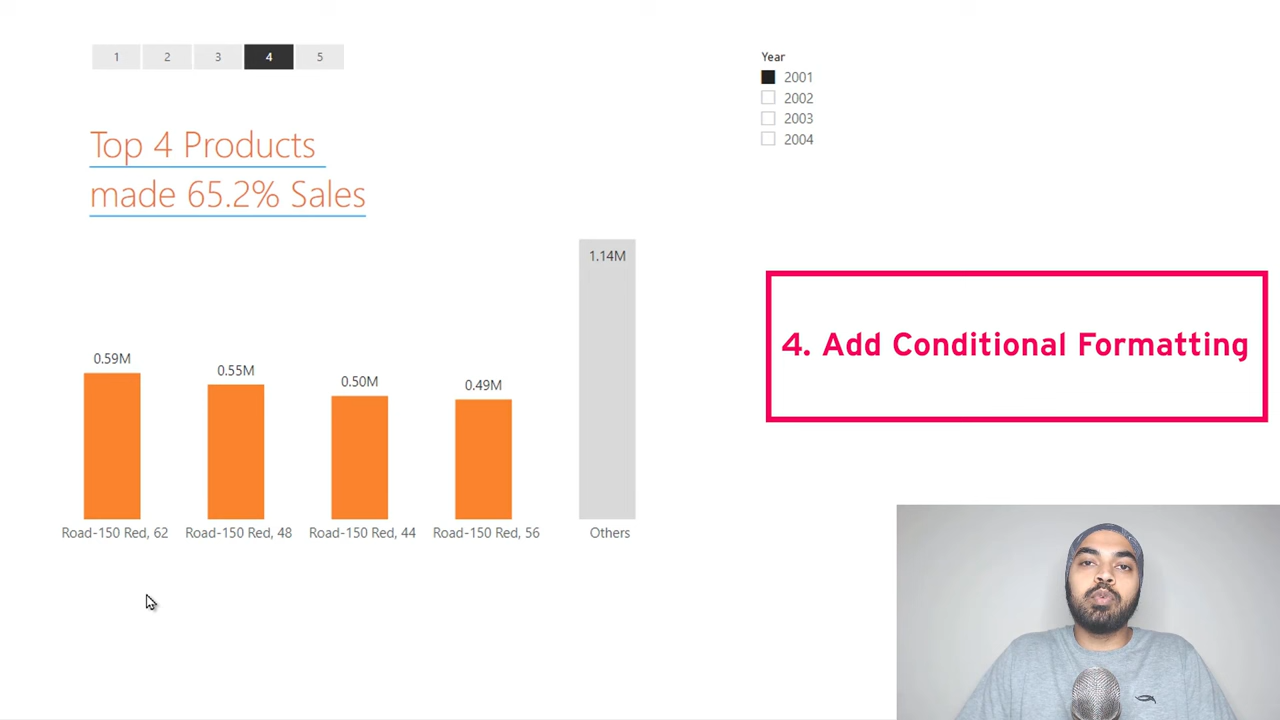 1 2 3 4 5
Year
2001
2002
2003
2004
Top 4 Products
made 65.2% Sales
4. Add Conditional Formatting
1.14M
0.59M
0.55M
0.50M
0.49M
Road-150 Red, 62 Road-150 Red, 48 Road-150 Red, 44 Road-150 Red, 56 Others